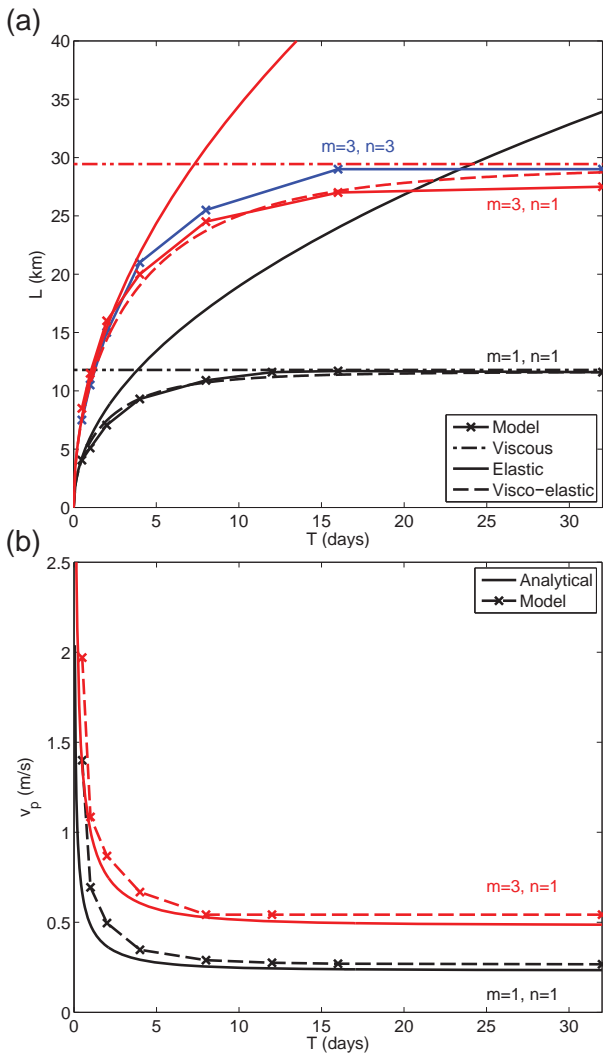 (a)
40
35
30
25
20
15
10
5
0
L (km)
m=3, n=3
m=3, n=1
m=1, n=1
Model
Viscous
Elastic
Visco-elastic
0 5 10 15 20 25 30
T (days)
(b)
2.5
2
1.5
1
0.5
0
v_p (m/s)
Analytical
Model
m=3, n=1
m=1, n=1
0 5 10 15 20 25 30
T (days)